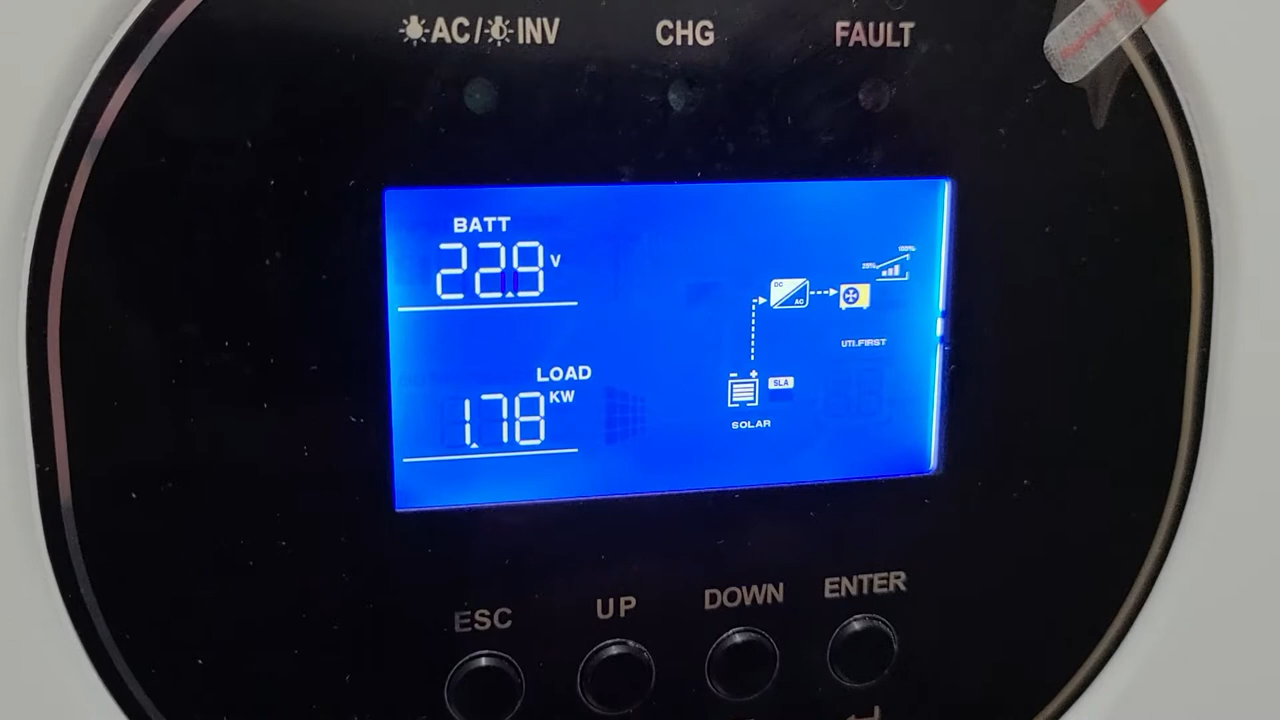 AC/ INV
CHG
FAULT
BATT
22.9 V
100%
25%
DC
AC
UTI.FIRST
LOAD
1.78 KW
- +
SLA
SOLAR
ESC
UP
DOWN
ENTER